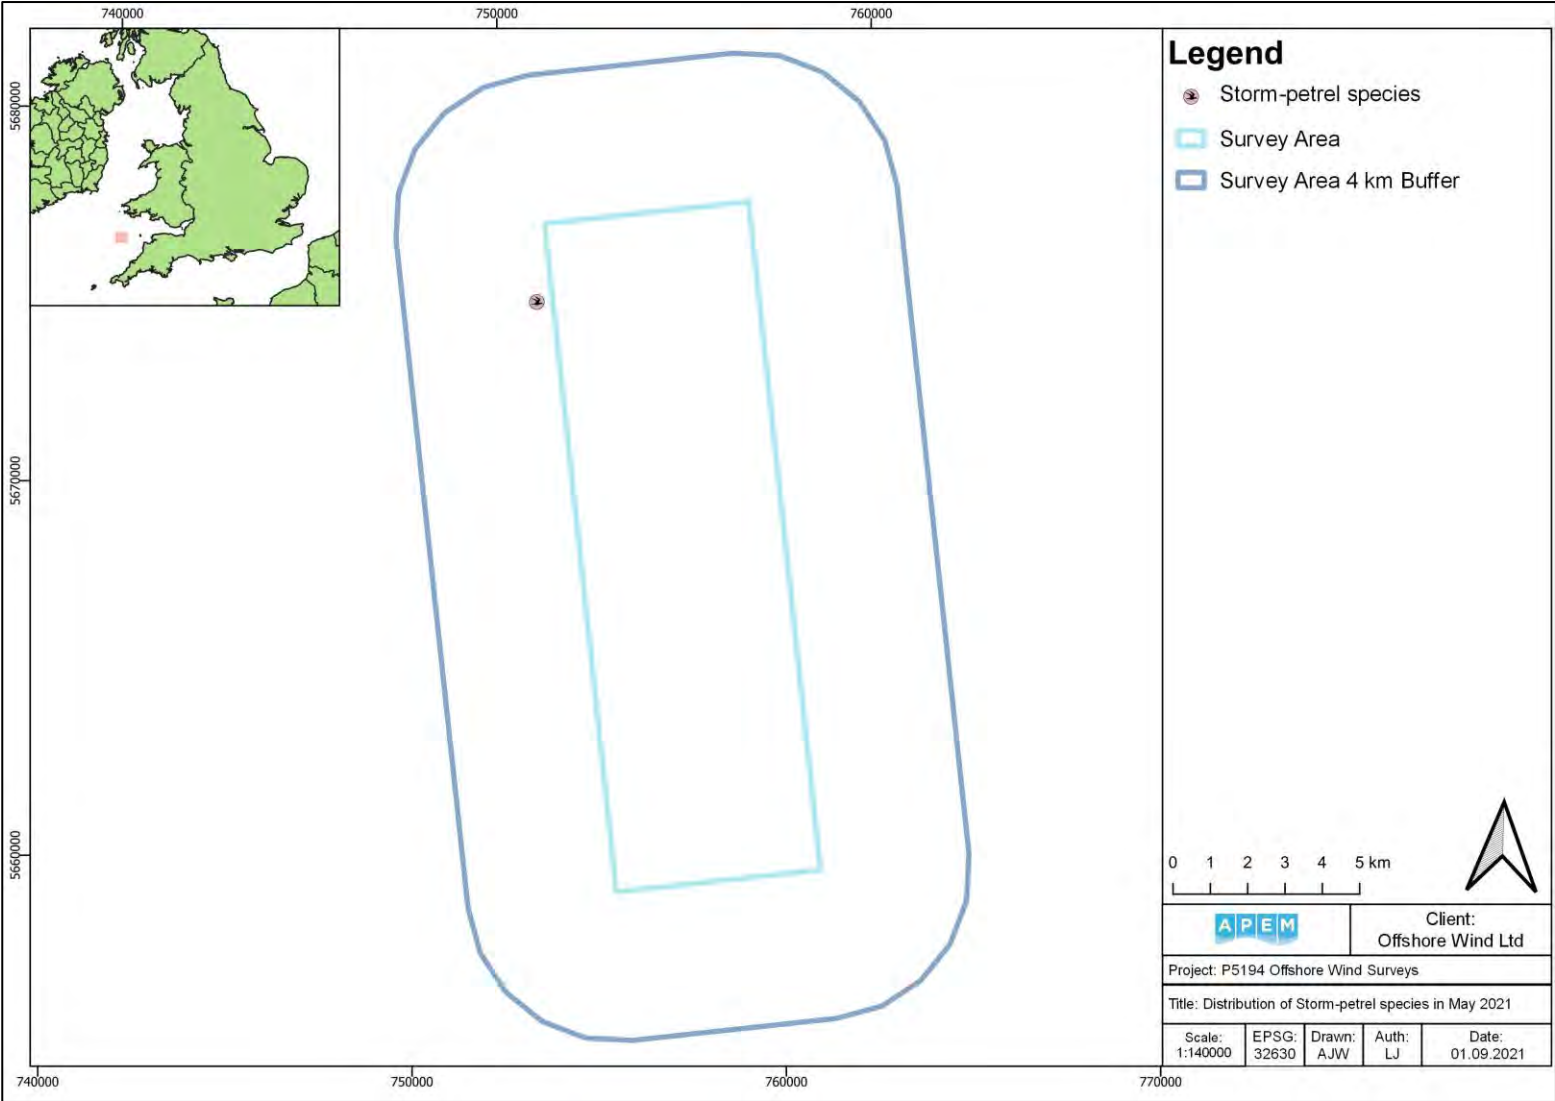 740000
750000
760000
5680000
5670000
5660000
740000
750000
760000
770000
Legend
Storm-petrel species
Survey Area
Survey Area 4 km Buffer
0 1 2 3 4 5 km
APEM
Client:
Offshore Wind Ltd
Project: P5194 Offshore Wind Surveys
Title: Distribution of Storm-petrel species in May 2021
Scale:
1:140000
EPSG:
32630
Drawn:
AJW
Auth:
LJ
Date:
01.09.2021